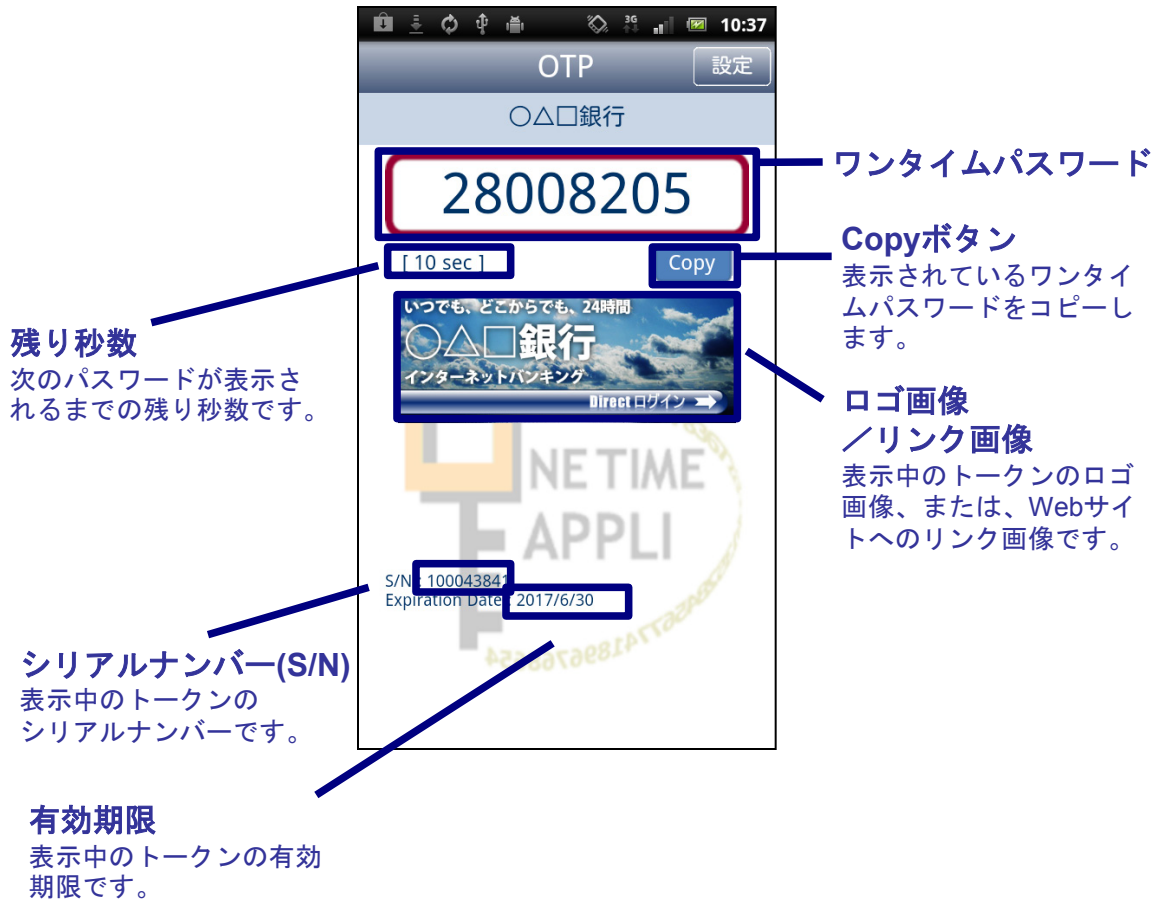 3G
10:37
OTP
設定
○△□銀行
28008205
ワンタイムパスワード
[ 10 sec ]
Copy
Copyボタン
表示されているワンタイ
ムパスワードをコピーし
ます。
いつでも、どこからでも、24時間
○△□銀行
インターネットバンキング
Direct ログイン
残り秒数
次のパスワードが表示さ
れるまでの残り秒数です。
ロゴ画像
／リンク画像
表示中のトークンのロゴ
画像、または、Webサイ
トへのリンク画像です。
NE TIME
APPLI
S/N : 100043841
Expiration Date : 2017/6/30
シリアルナンバー(S/N)
表示中のトークンの
シリアルナンバーです。
有効期限
表示中のトークンの有効
期限です。